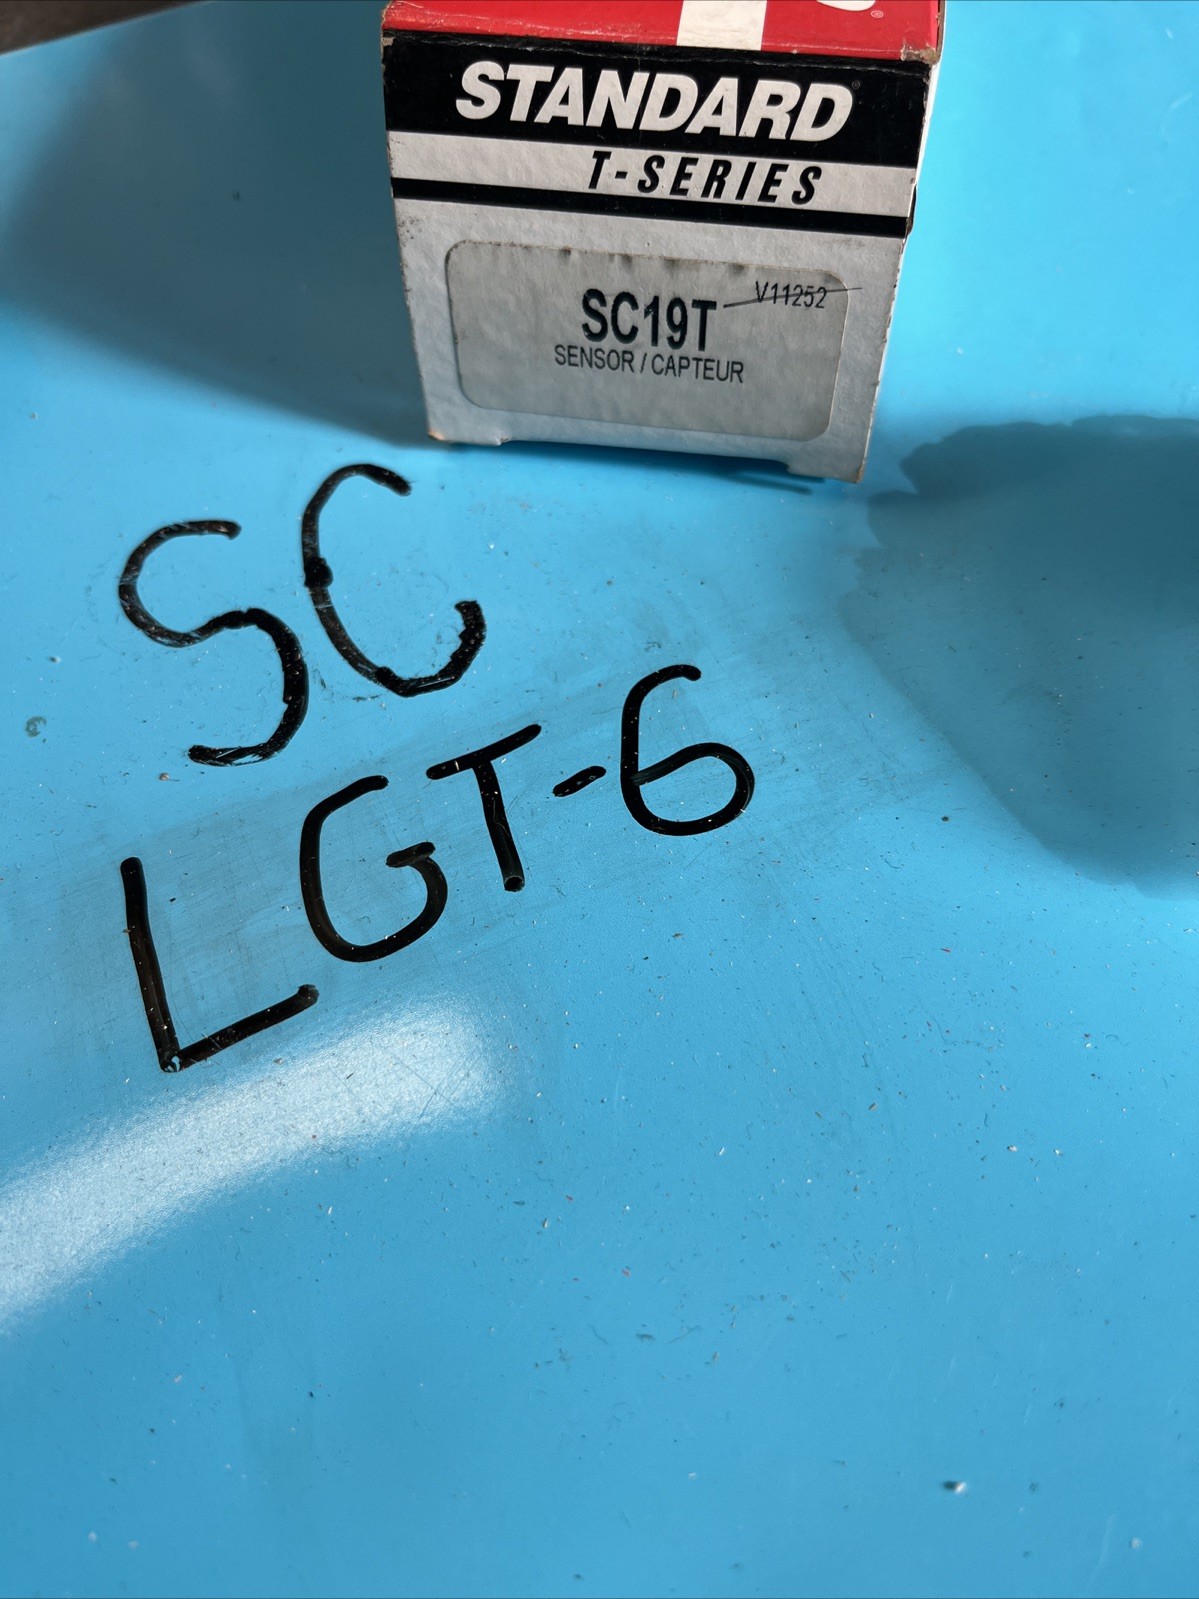 STANDARD®
T-SERIES
V11252
SC19T
SENSOR / CAPTEUR
SC
LGT-6